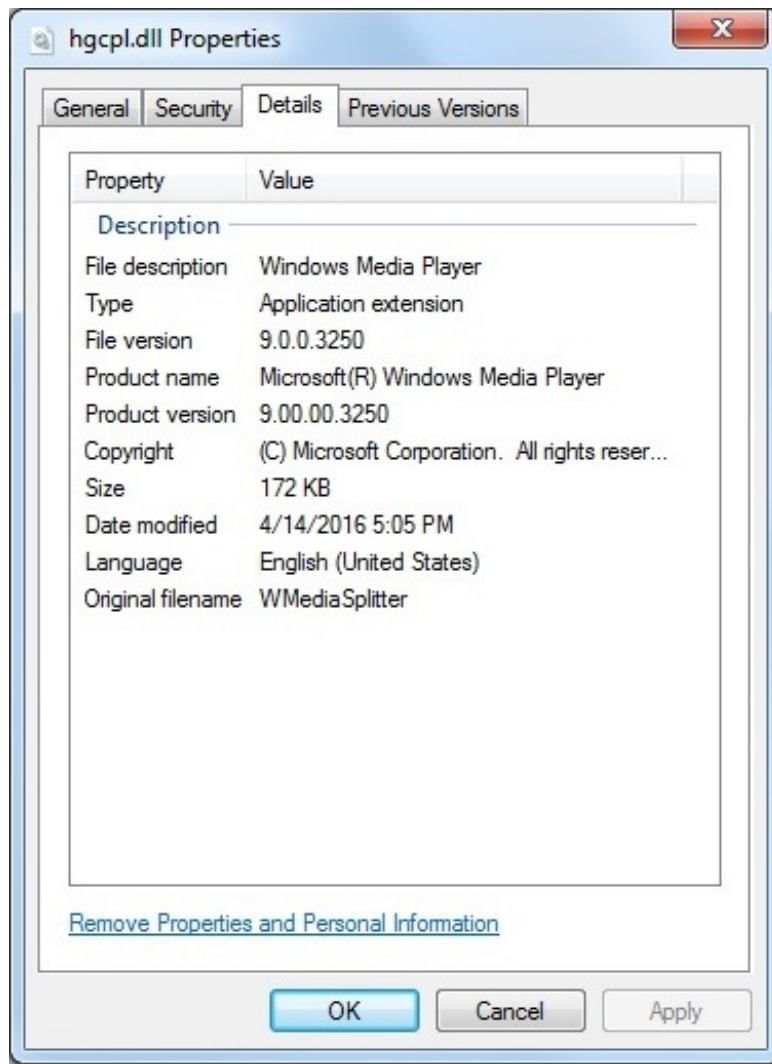 hgcpl.dll Properties
General Security Details Previous Versions
Property Value
Description
File description Windows Media Player
Type Application extension
File version 9.0.0.3250
Product name Microsoft(R) Windows Media Player
Product version 9.00.00.3250
Copyright (C) Microsoft Corporation.  All rights reser...
Size 172 KB
Date modified 4/14/2016 5:05 PM
Language English (United States)
Original filename WMediaSplitter
Remove Properties and Personal Information
OK Cancel Apply